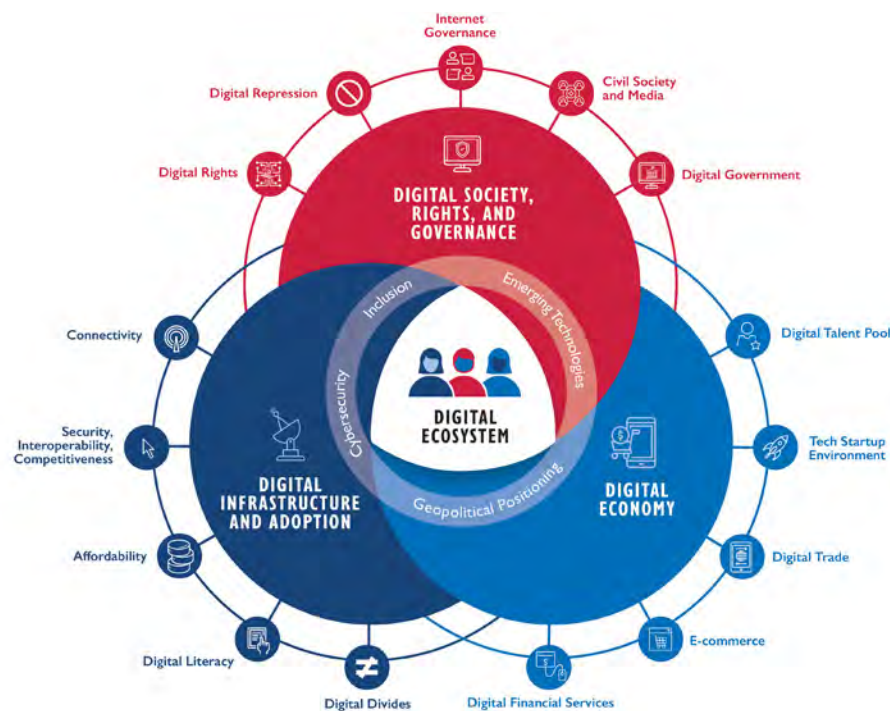 Internet
Governance
Digital Repression
Civil Society
and Media
Digital Rights
Digital Government
DIGITAL SOCIETY,
RIGHTS, AND
GOVERNANCE
Inclusion
Emerging Technologies
Connectivity
Digital Talent Pool
Cybersecurity
DIGITAL
ECOSYSTEM
Security,
Interoperability,
Competitiveness
Tech Startup
Environment
DIGITAL
INFRASTRUCTURE
AND ADOPTION
Geopolitical Positioning
DIGITAL
ECONOMY
Affordability
Digital Trade
Digital Literacy
E-commerce
Digital Divides
Digital Financial Services